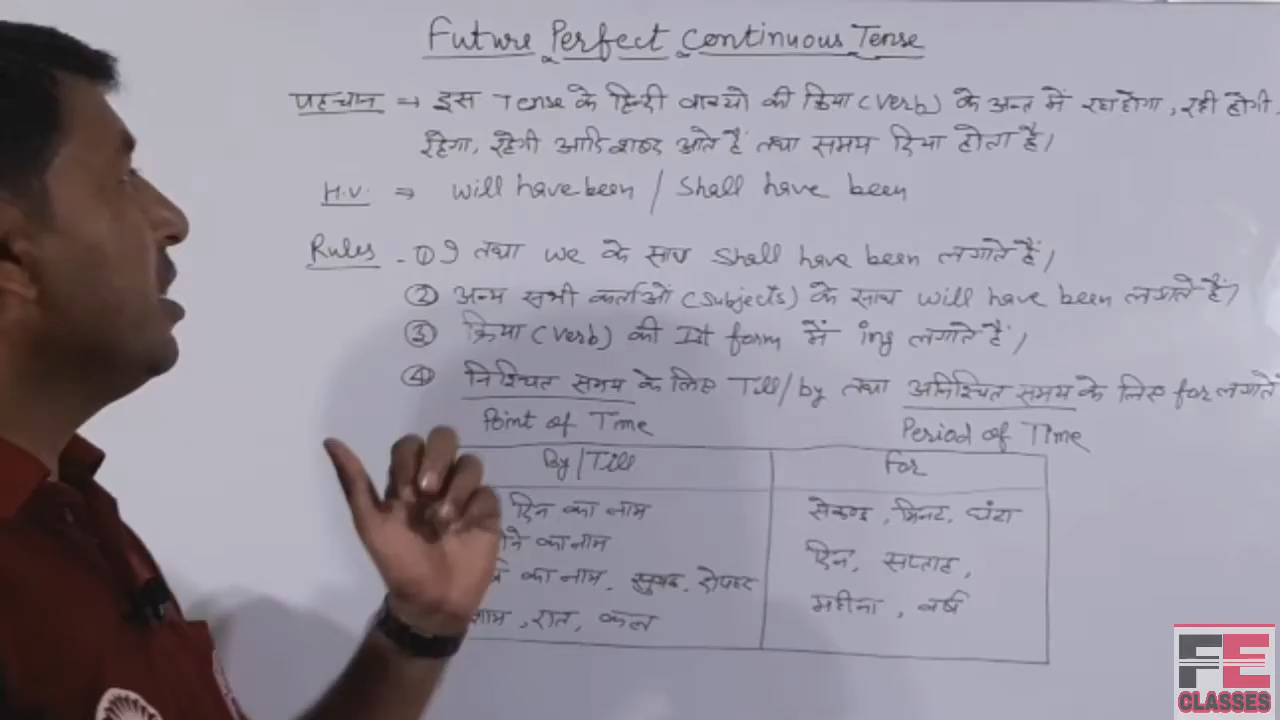 Future Perfect Continuous Tense
पहचान → इस Tense के हिन्दी वाक्यो की क्रिया (Verb) के अन्त में रहा होगा, रही होगी,
रहेगा, रहेगी आदि शब्द आते हैं तथा समय दिया होता है।
H.V. → will have been / Shall have been
Rules - ① I तथा we के साथ Shall have been लगाते हैं।
② अन्य सभी कर्ताओं (Subjects) के साथ will have been लगाते हैं।
③ क्रिया (Verb) की Ist form में ing लगाते हैं।
④ निश्चित समय के लिए Till/by तथा अनिश्चित समय के लिए for लगाते
Point of Time Period of Time
By/Till for
दिन का नाम सेकण्ड, मिनट, घंटा
का नाम दिन, सप्ताह,
का नाम, सुबह, दोपहर महीना, वर्ष
शाम, रात, कल
FE
CLASSES